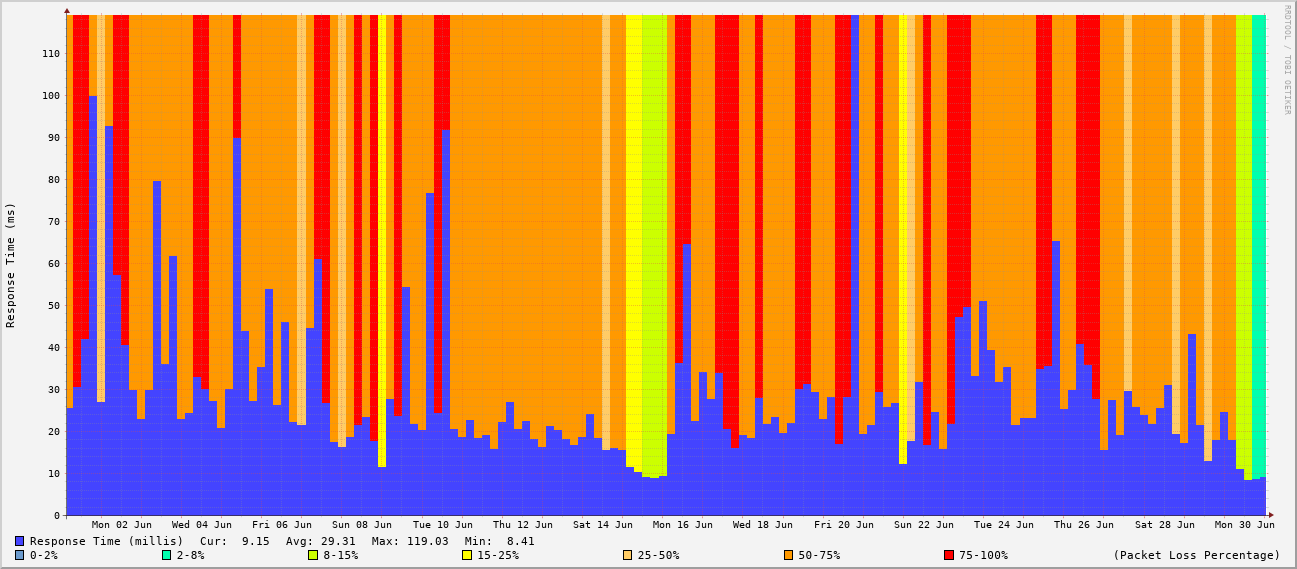 RRDTOOL / TOBI OETIKER
Response Time (ms)
110
100
90
80
70
60
50
40
30
20
10
0
Mon 02 Jun Wed 04 Jun Fri 06 Jun Sun 08 Jun Tue 10 Jun Thu 12 Jun Sat 14 Jun Mon 16 Jun Wed 18 Jun Fri 20 Jun Sun 22 Jun Tue 24 Jun Thu 26 Jun Sat 28 Jun Mon 30 Jun
Response Time (millis) Cur: 9.15 Avg: 29.31 Max: 119.03 Min: 8.41
0-2% 2-8% 8-15% 15-25% 25-50% 50-75% 75-100% (Packet Loss Percentage)